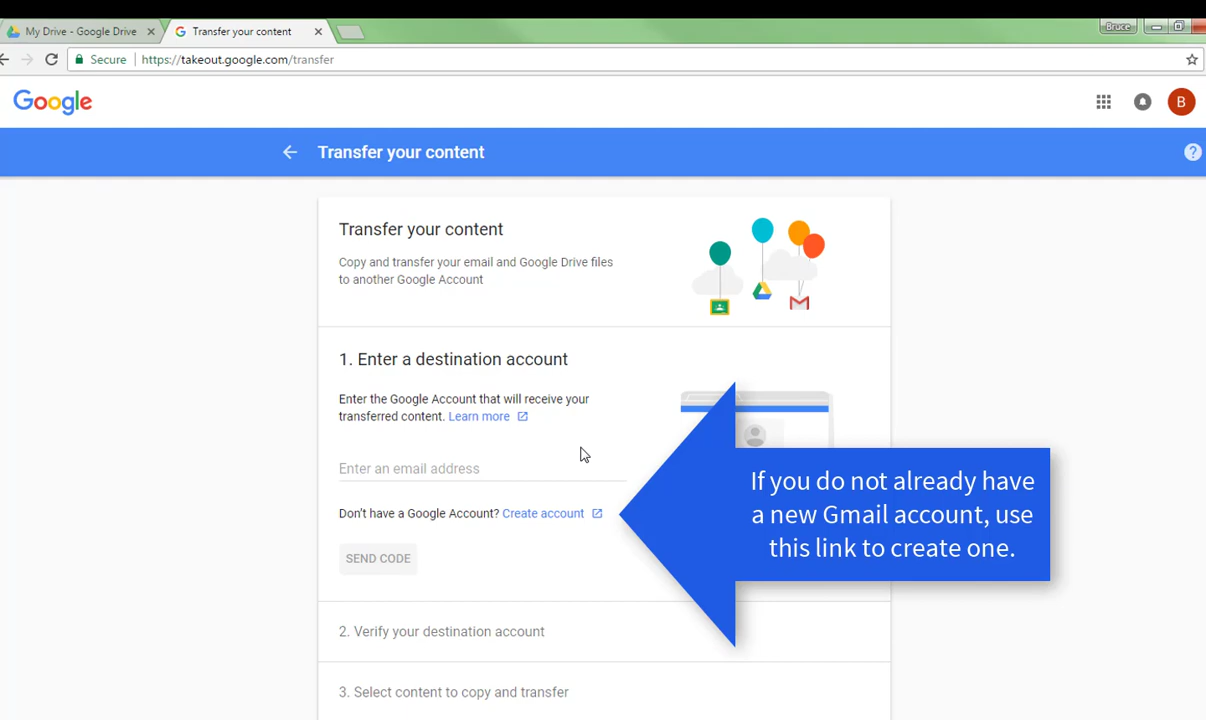 My Drive - Google Drive
Transfer your content
Bruce
Secure
https://takeout.google.com/transfer
Google
B
Transfer your content
?
Transfer your content
Copy and transfer your email and Google Drive files
to another Google Account
1. Enter a destination account
Enter the Google Account that will receive your
transferred content. Learn more
Enter an email address
Don't have a Google Account? Create account
SEND CODE
If you do not already have
a new Gmail account, use
this link to create one.
2. Verify your destination account
3. Select content to copy and transfer